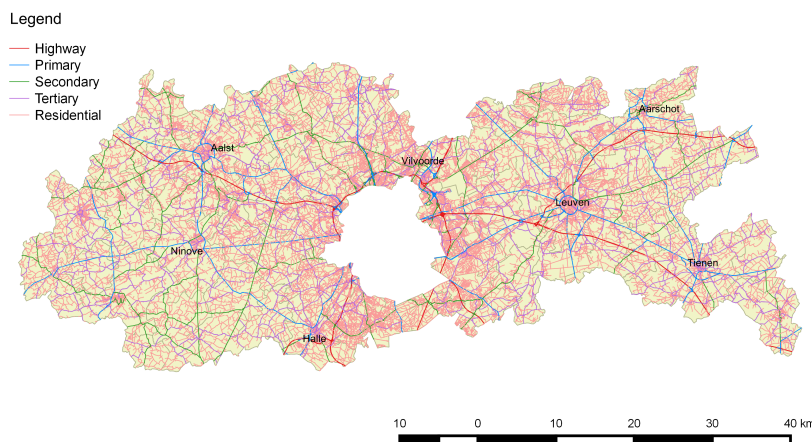 Legend
Highway
Primary
Secondary
Tertiary
Residential
Aarschot
Aalst
Vilvoorde
Leuven
Ninove
Tienen
Halle
10 0 10 20 30 40 km